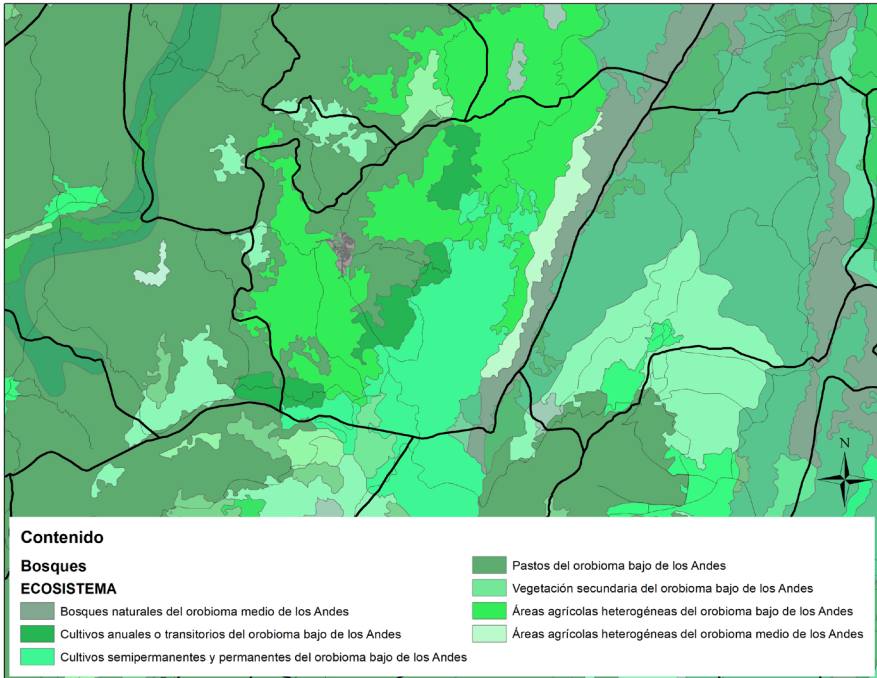 N
Contenido
Bosques
ECOSISTEMA
Bosques naturales del orobioma medio de los Andes
Cultivos anuales o transitorios del orobioma bajo de los Andes
Cultivos semipermanentes y permanentes del orobioma bajo de los Andes
Pastos del orobioma bajo de los Andes
Vegetación secundaria del orobioma bajo de los Andes
Áreas agrícolas heterogéneas del orobioma bajo de los Andes
Áreas agrícolas heterogéneas del orobioma medio de los Andes